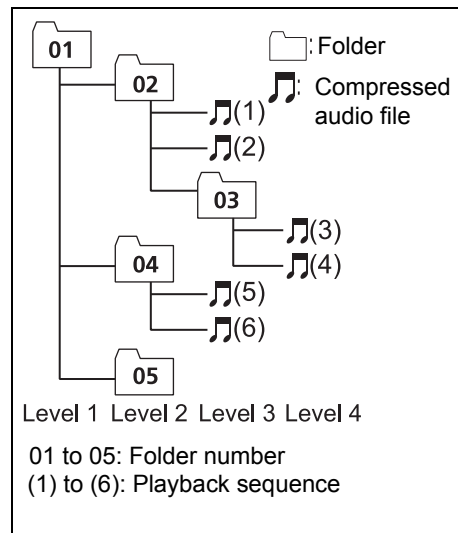 01
: Folder
02
: Compressed
audio file
(1)
(2)
03
(3)
(4)
04
(5)
(6)
05
Level 1 Level 2 Level 3 Level 4
01 to 05: Folder number
(1) to (6): Playback sequence